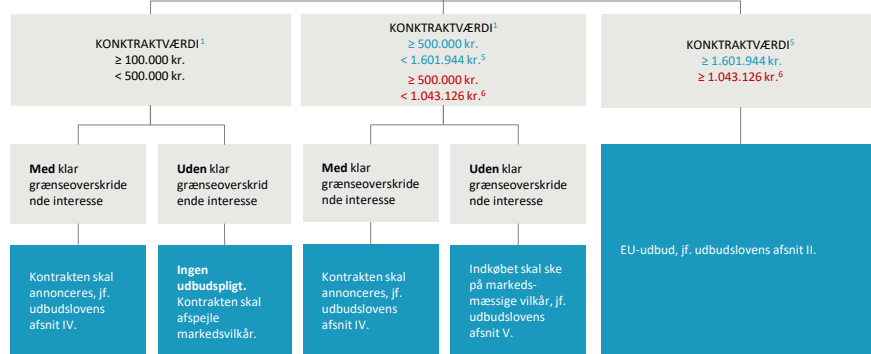 KONKTRAKTVÆRDI¹
≥ 100.000 kr.
< 500.000 kr.
KONKTRAKTVÆRDI¹
≥ 500.000 kr.
< 1.601.944 kr.⁵
≥ 500.000 kr.
< 1.043.126 kr.⁶
KONKTRAKTVÆRDI⁵
≥ 1.601.944 kr.
≥ 1.043.126 kr.⁶
Med klar
grænseoverskride
nde interesse
Uden klar
grænseoverskrid
ende interesse
Med klar
grænseoverskride
nde interesse
Uden klar
grænseoverskride
nde interesse
Kontrakten skal
annonceres, jf.
udbudslovens
afsnit IV.
Ingen
udbudspligt.
Kontrakten skal
afspejle
markedsvilkår.
Kontrakten skal
annonceres, jf.
udbudslovens
afsnit IV.
Indkøbet skal ske
på markeds-
mæssige vilkår, jf.
udbudslovens
afsnit V.
EU-udbud, jf. udbudslovens afsnit II.